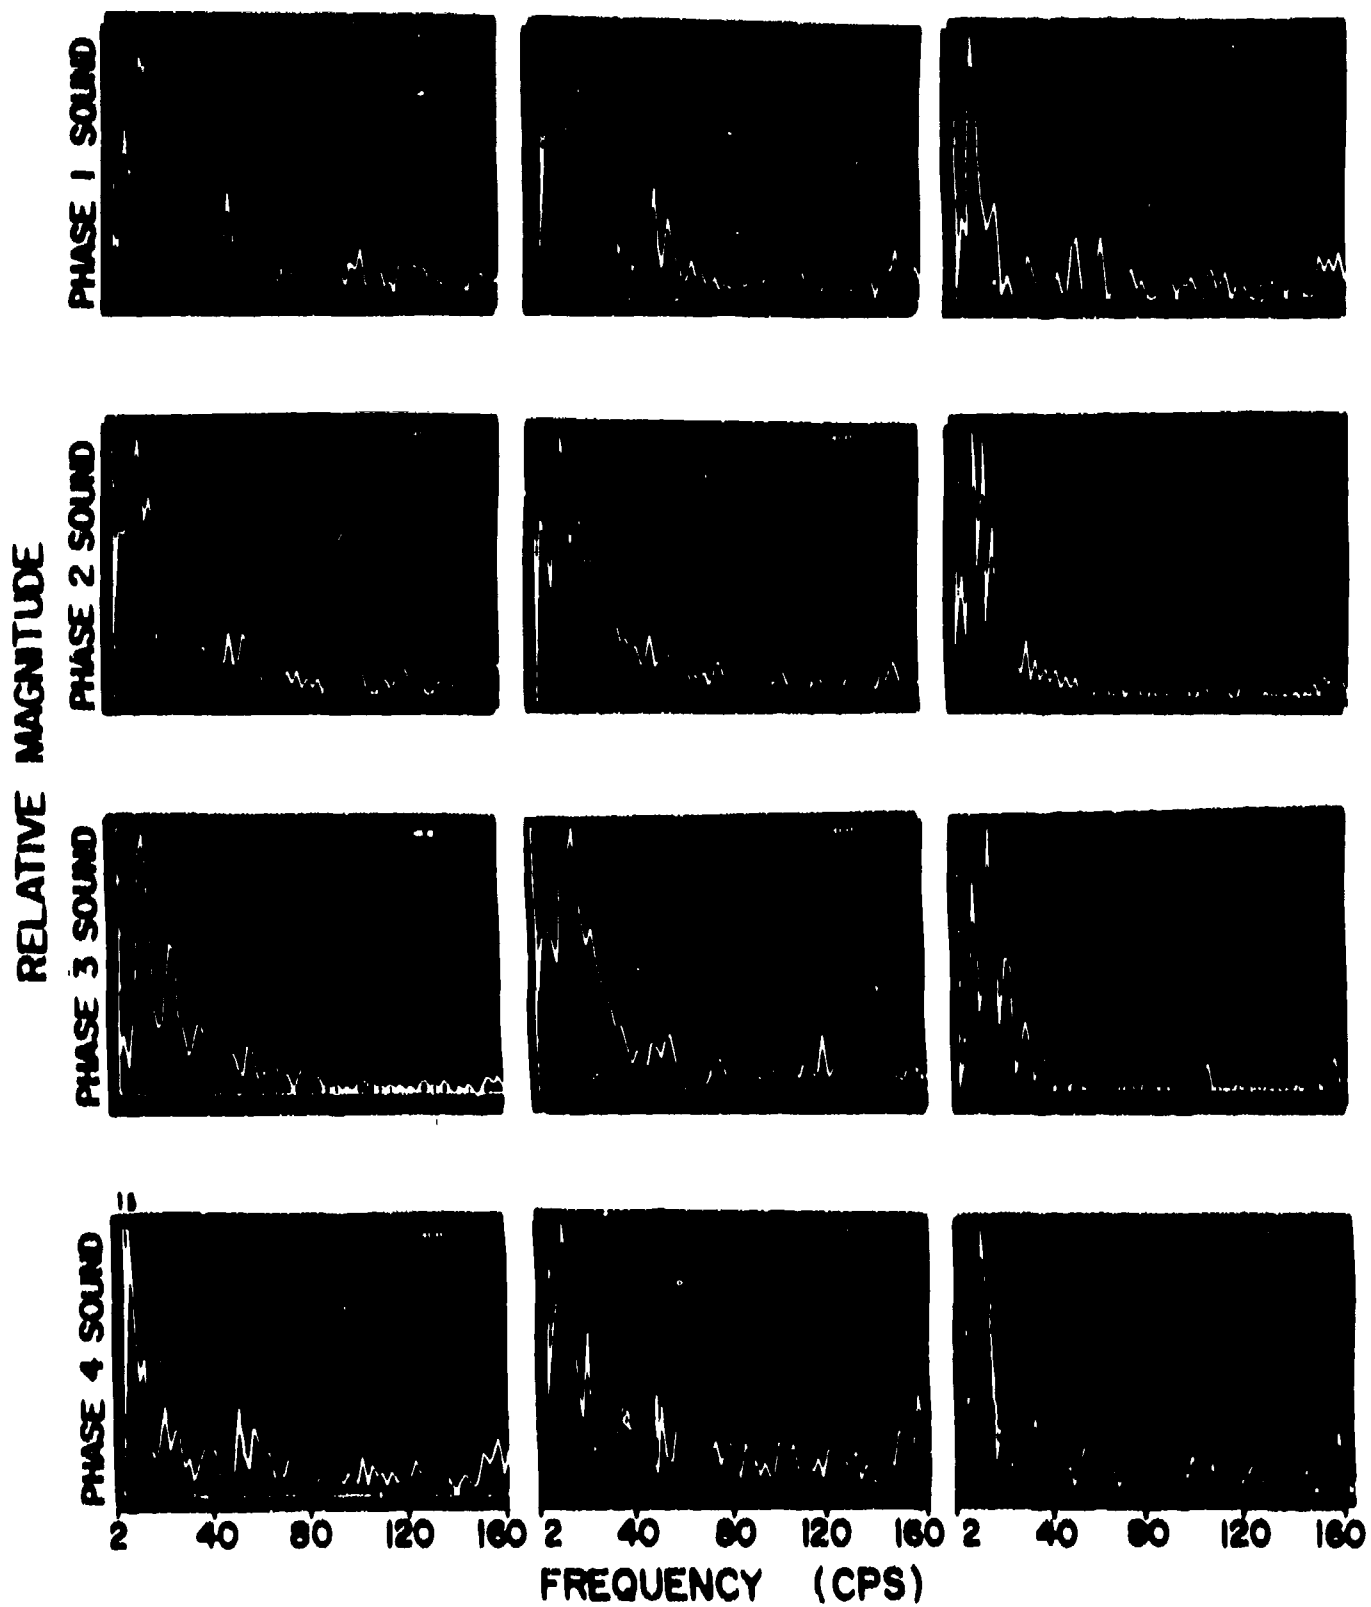 RELATIVE MAGNITUDE
PHASE 1 SOUND
PHASE 2 SOUND
PHASE 3 SOUND
PHASE 4 SOUND
2 40 80 120 160 2 40 80 120 160 2 40 80 120 160
FREQUENCY (CPS)